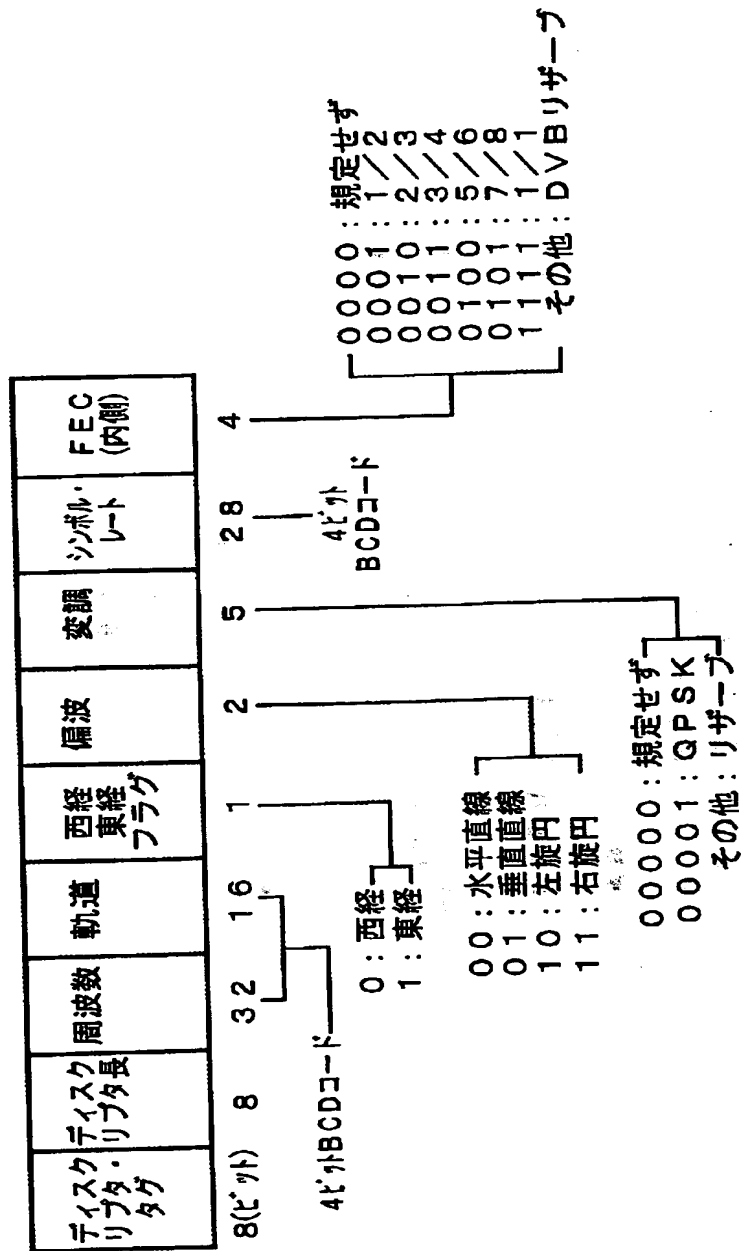 ディスク
リプタ・
タグ
ディスク
リプタ長
周波数
軌道
西経
東経
フラグ
偏波
変調
シンボル・
レート
FEC
(内側)
8(ビット)
8
32
16
1
2
5
28
4
4ビットBCDコード
0:西経
1:東経
00:水平直線
01:垂直直線
10:左旋円
11:右旋円
00000:規定せず
00001:QPSK
その他:リザーブ
4ビット
BCDコード
0000:規定せず
0001:1/2
0010:2/3
0011:3/4
0100:5/6
0101:7/8
1111:1/1
その他:DVBリザーブ